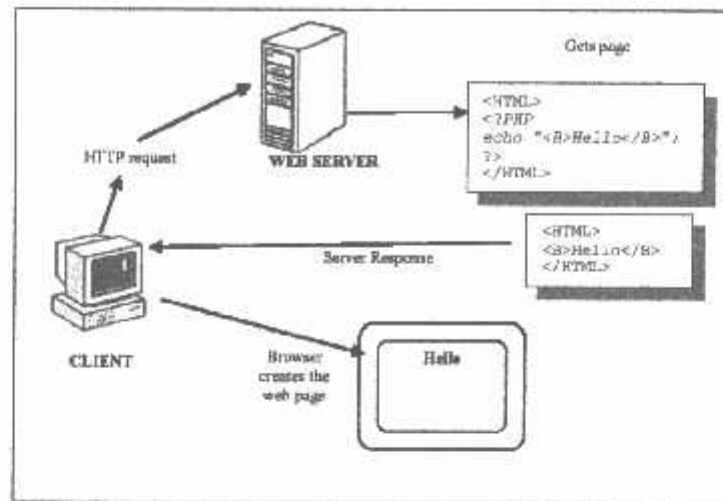 Gets page
<HTML>
<?PHP
echo "<B>Hello</B>";
?>
</HTML>
HTTP request
WEB SERVER
<HTML>
<B>Hello</B>
</HTML>
Server Response
CLIENT
Browser
creates the
web page
Hello